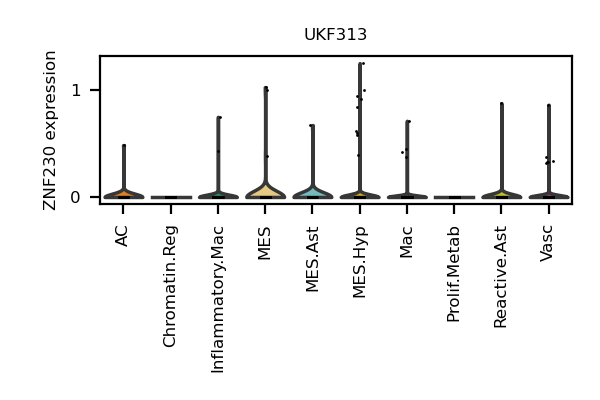 UKF313
ZNF230 expression
1
0
AC
Chromatin.Reg
Inflammatory.Mac
MES
MES.Ast
MES.Hyp
Mac
Prolif.Metab
Reactive.Ast
Vasc